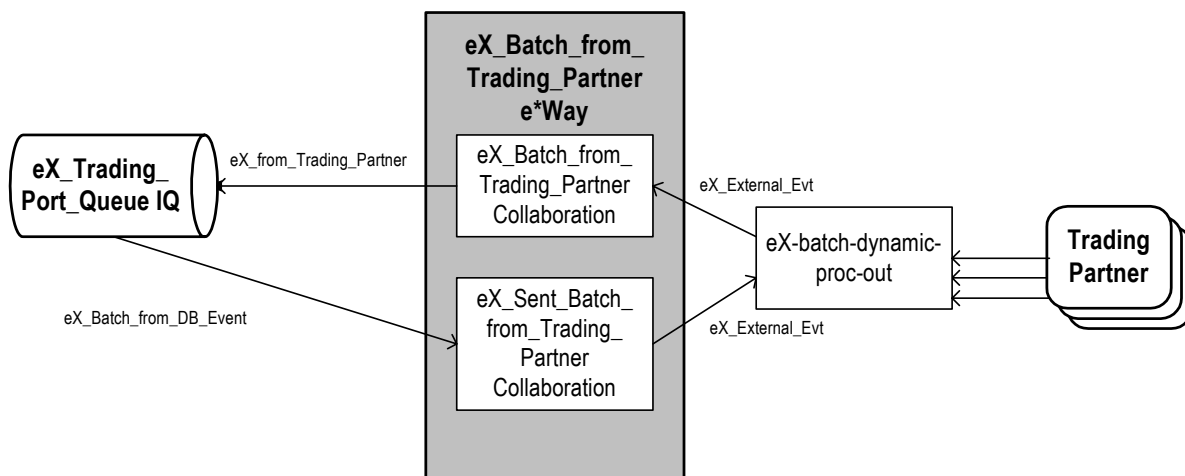 eX_Batch_from_
Trading_Partner
e*Way
eX_Trading_
Port_Queue IQ
eX_from_Trading_Partner
eX_Batch_from_
Trading_Partner
Collaboration
eX_External_Evt
eX-batch-dynamic-
proc-out
Trading
Partner
eX_Batch_from_DB_Event
eX_Sent_Batch_
from_Trading_
Partner
Collaboration
eX_External_Evt